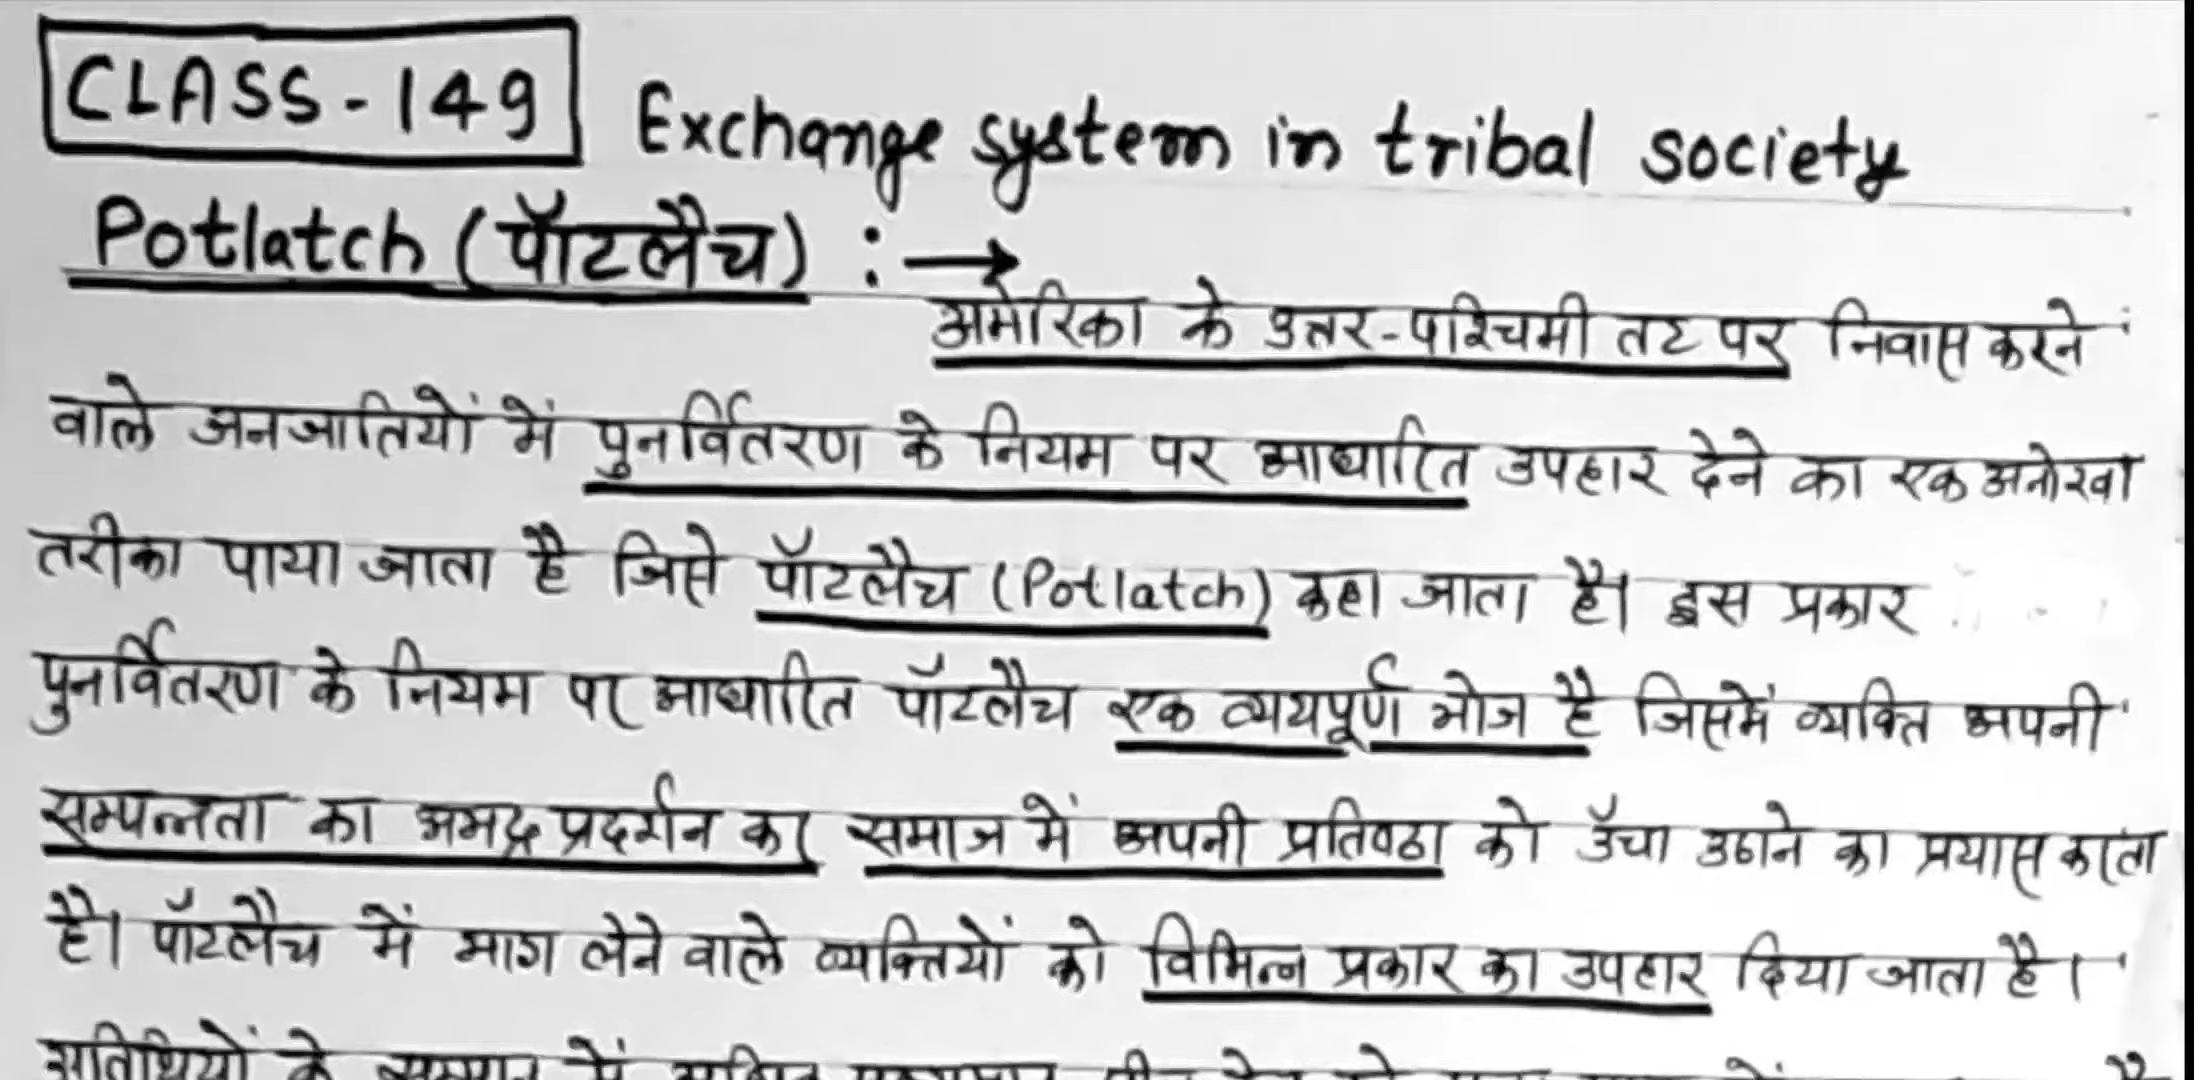 CLASS-149 Exchange system in tribal society
Potlatch (पॉटलैच) :→
अमेरिका के उत्तर-पश्चिमी तट पर निवास करने
वाले जनजातियों में पुनर्वितरण के नियम पर आधारित उपहार देने का एक अनोखा
तरीका पाया जाता है जिसे पॉटलैच (Potlatch) कहा जाता है। इस प्रकार
पुनर्वितरण के नियम पर आधारित पॉटलैच एक व्ययपूर्ण भोज है जिसमें व्यक्ति अपनी
सम्पन्नता का अभद्र प्रदर्शन कर समाज में अपनी प्रतिष्ठा को ऊँचा उठाने का प्रयास करता
है। पॉटलैच में भाग लेने वाले व्यक्तियों को विभिन्न प्रकार का उपहार दिया जाता है।
अतिथियों के सम्मान में